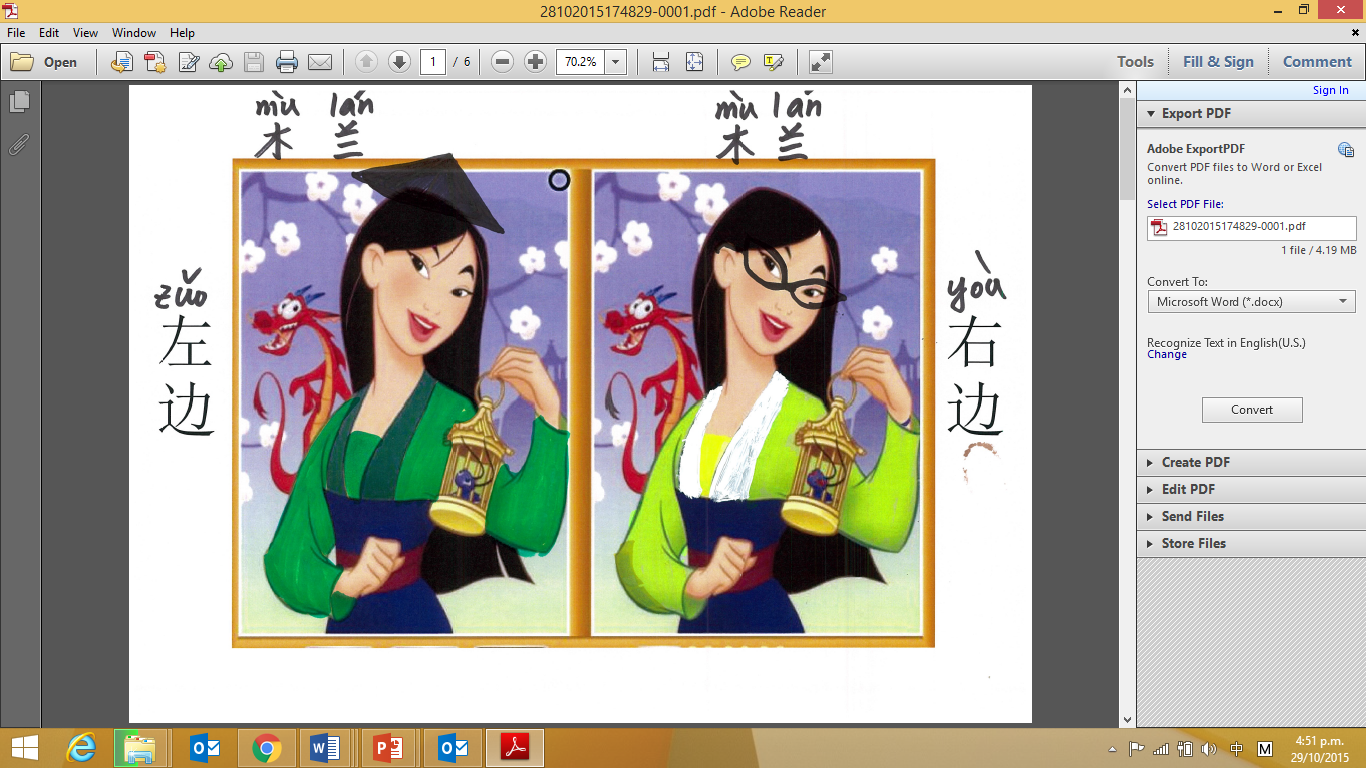 28102015174829-0001.pdf - Adobe Reader
File Edit View Window Help
Open 1 / 6 70.2% Tools Fill & Sign Comment
Sign In
mù lán
木 兰
mù lán
木 兰
zuǒ
左
边
yòu
右
边
Export PDF
Adobe ExportPDF
Convert PDF files to Word or Excel
online.
Select PDF File:
28102015174829-0001.pdf
1 file / 4.19 MB
Convert To:
Microsoft Word (*.docx)
Recognize Text in English(U.S.)
Change
Convert
Create PDF
Edit PDF
Send Files
Store Files
中 M
4:51 p.m.
29/10/2015